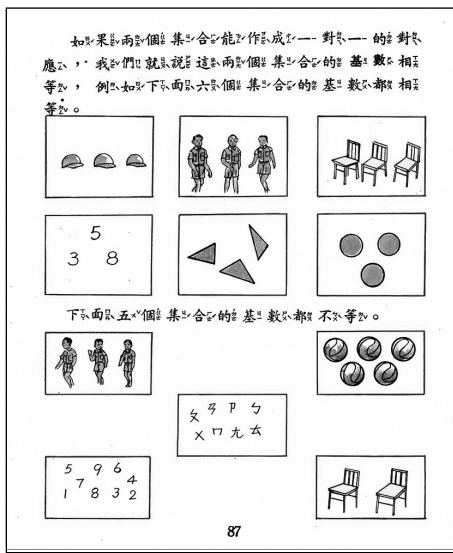 如果兩個集合能作成一一對一的對
應，我們就說這兩個集合的基數相
等，例如下面六個集合的基數都相
等。
5
3 8
下面五個集合的基數都不等。
ㄆ ㄢ ㄗ ㄅ
ㄨ ㄇ ㄤ ㄊ
5 9 6
7 4
1 8 3 2
87